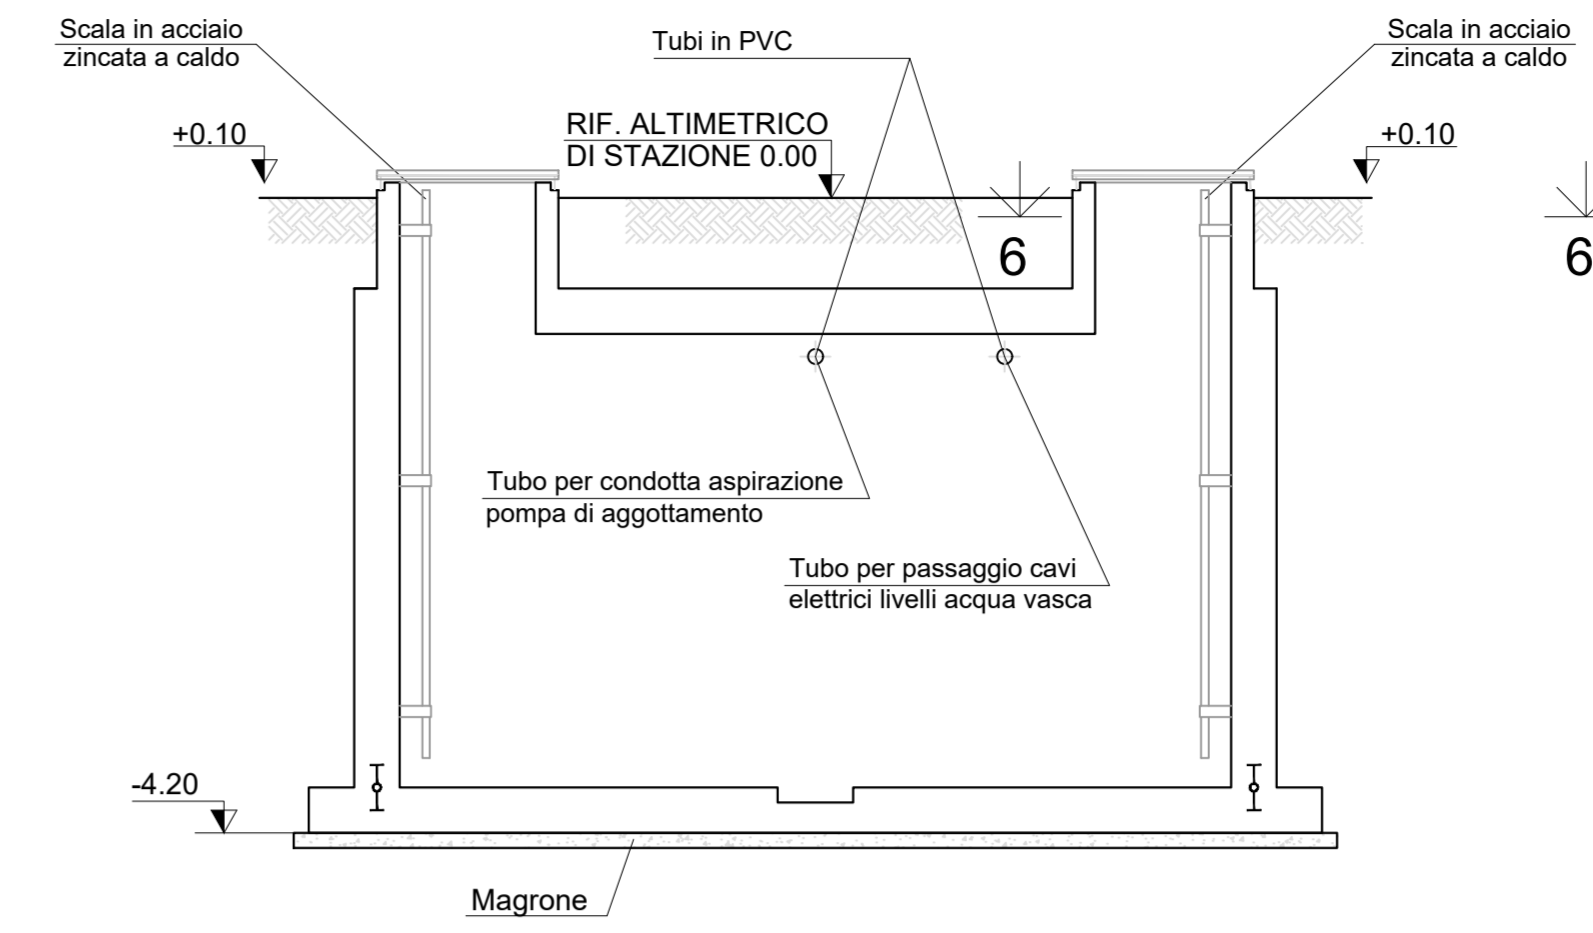 Scala in acciaio
zincata a caldo
Tubi in PVC
Scala in acciaio
zincata a caldo
+0.10
RIF. ALTIMETRICO
DI STAZIONE 0.00
+0.10
6
6
Tubo per condotta aspirazione
pompa di aggottamento
Tubo per passaggio cavi
elettrici livelli acqua vasca
-4.20
Magrone